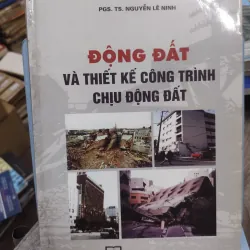 PGS. TS. NGUYỄN LÊ NINH
ĐỘNG ĐẤT
VÀ THIẾT KẾ CÔNG TRÌNH
CHỊU ĐỘNG ĐẤT